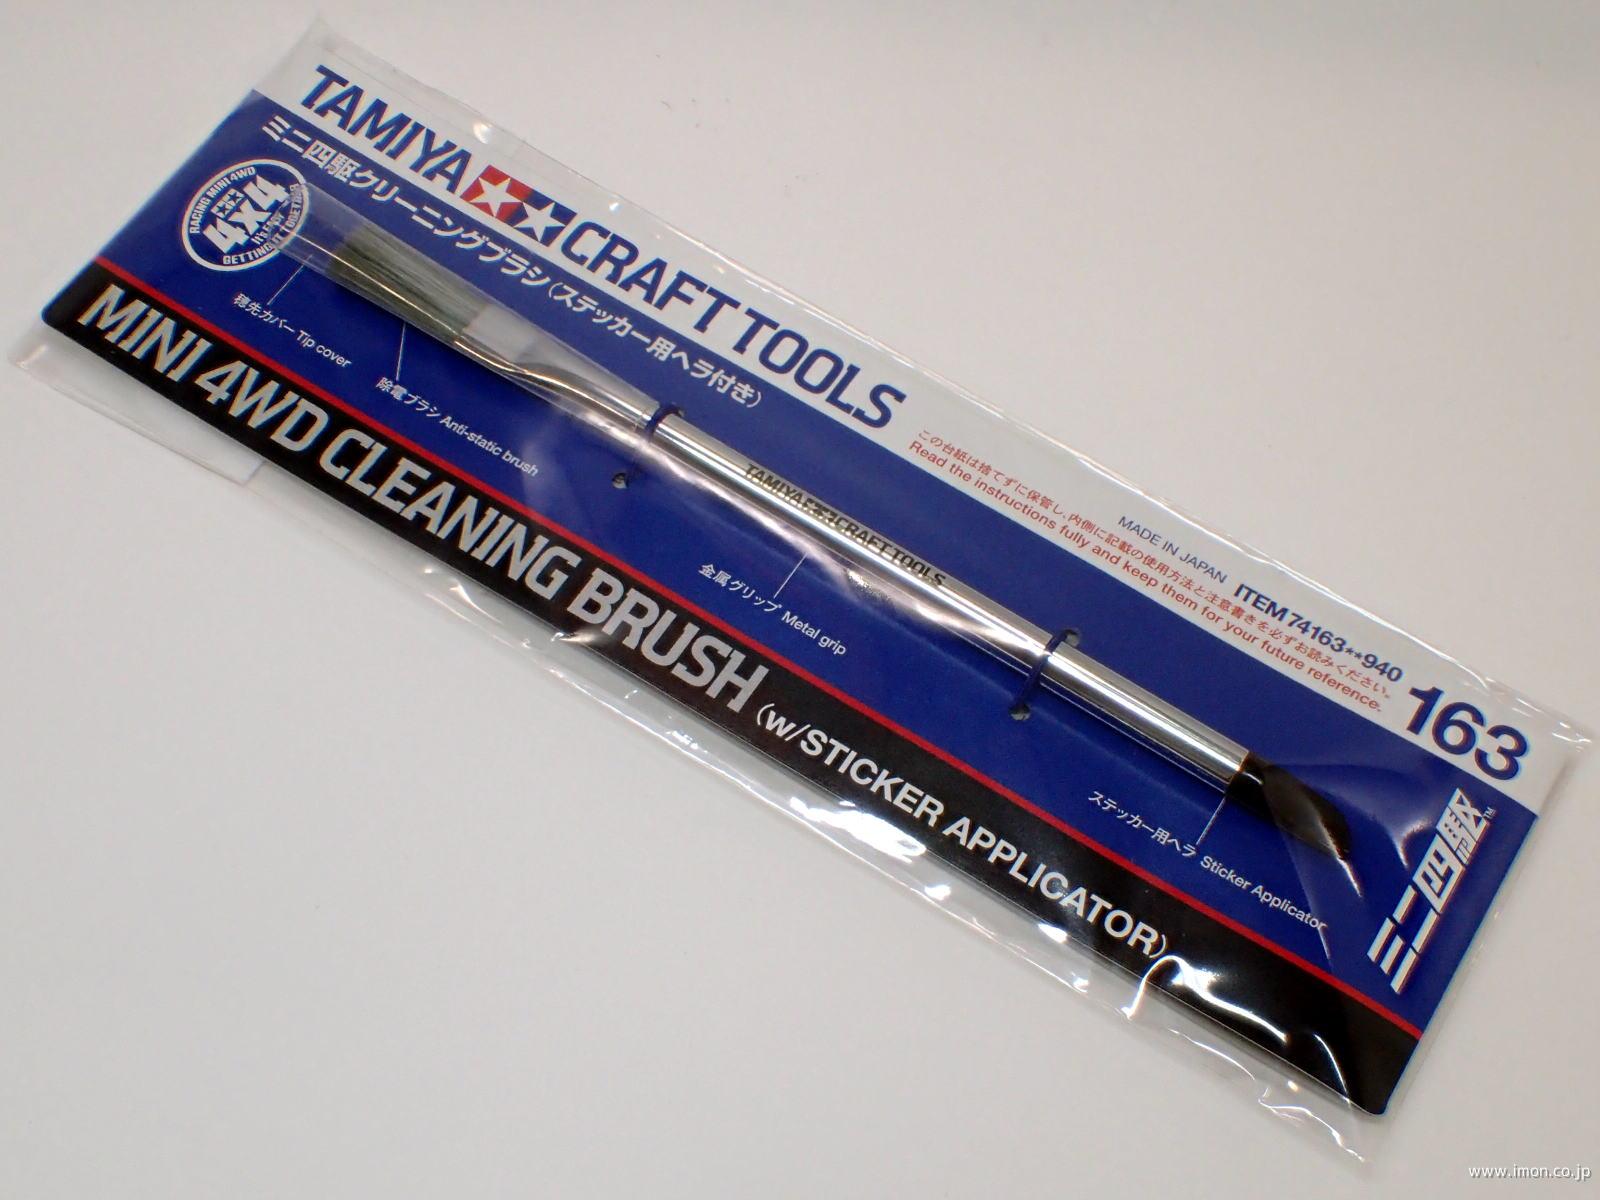 TAMIYA CRAFT TOOLS
ミニ四駆クリーニングブラシ（ステッカー用ヘラ付き）
RACING MINI 4WD
4x4
GETTING IT TOGETHER
この台紙は捨てずに保管し、内側に記載の使用方法と注意書きを必ずお読みください。
Read the instructions fully and keep them for your future reference.
MADE IN JAPAN
ITEM 74163**940
163
穂先カバー Tip cover
除電ブラシ Anti-static brush
TAMIYA CRAFT TOOLS
金属グリップ Metal grip
ステッカー用ヘラ Sticker Applicator
ミニ四駆
MINI 4WD CLEANING BRUSH (w/STICKER APPLICATOR)
www.imon.co.jp